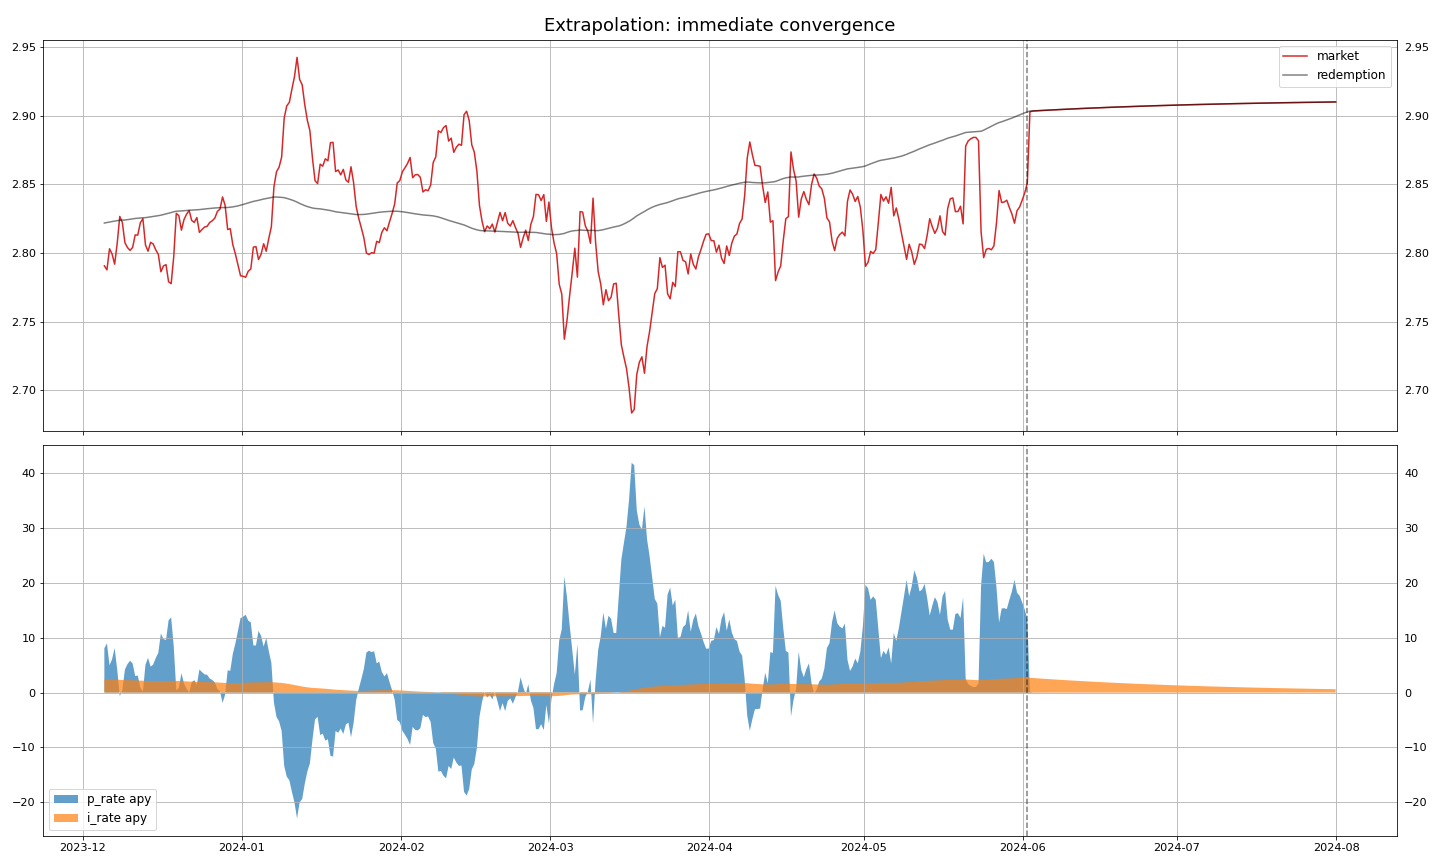 Extrapolation: immediate convergence
2.95 2.95
market
redemption
2.90 2.90
2.85 2.85
2.80 2.80
2.75 2.75
2.70 2.70
40 40
30 30
20 20
10 10
0 0
−10 −10
−20 −20
p_rate apy
i_rate apy
2023-12 2024-01 2024-02 2024-03 2024-04 2024-05 2024-06 2024-07 2024-08